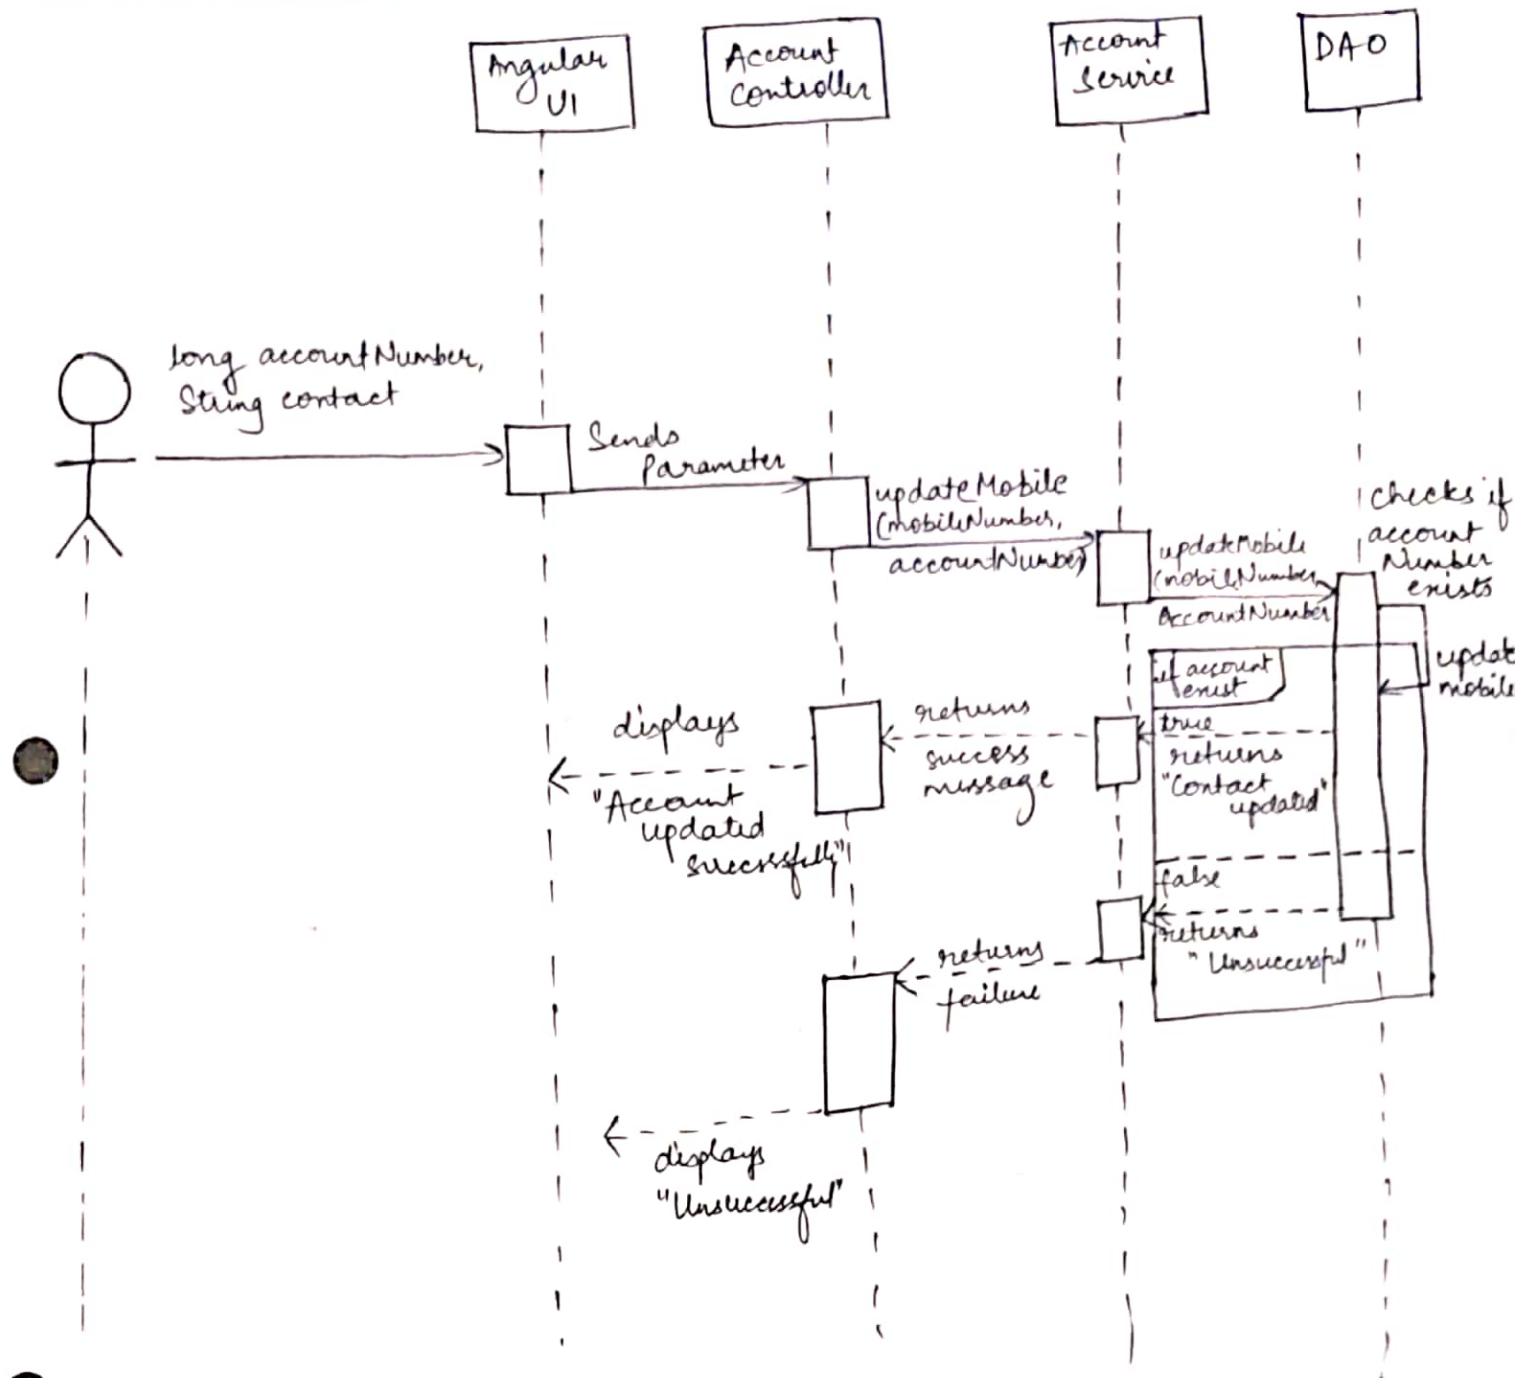 Angular
UI
Account
Controller
Account
Service
DAO
long accountNumber,
String contact
Sends
Parameter
updateMobile
(mobileNumber,
accountNumber)
updateMobile
(mobileNumber
AccountNumber
checks if
account
Number
exists
update
mobile
if account
exist
true
returns
"Contact
updated"
returns
success
message
displays
"Account
updated
successfully"
false
returns
"Unsuccessful"
returns
failure
displays
"Unsuccessful"